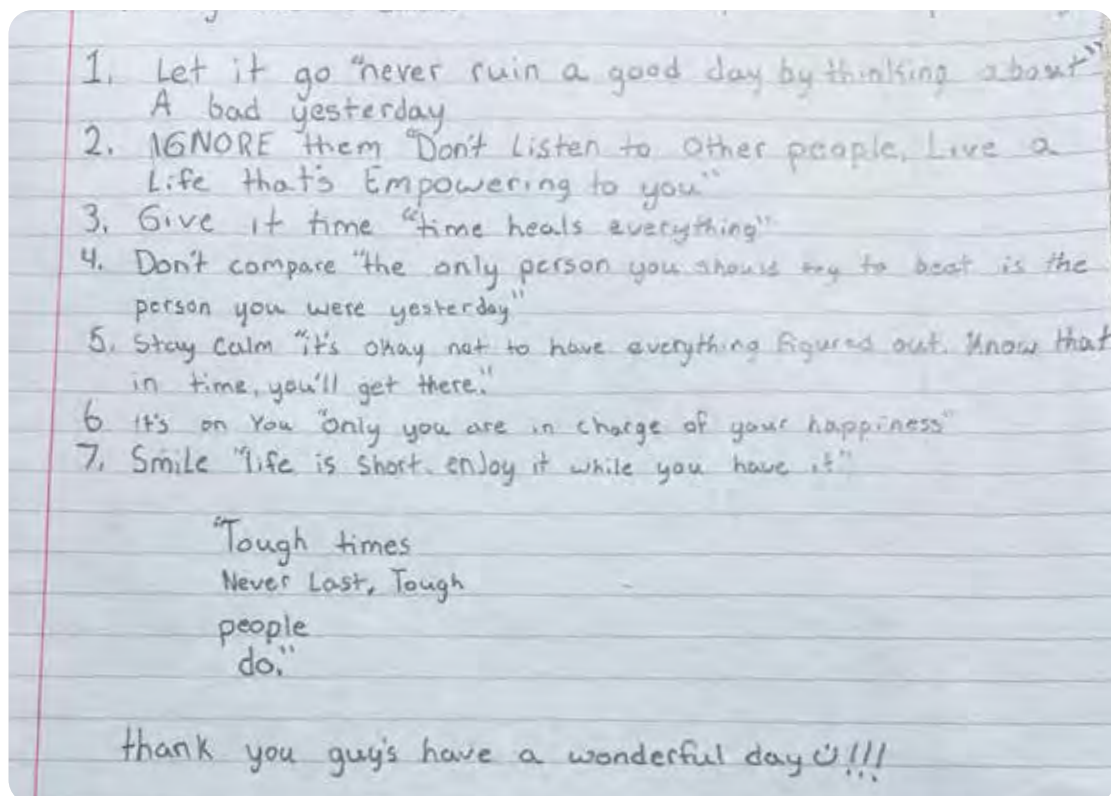 1. Let it go "never ruin a good day by thinking about"
A bad yesterday
2. IGNORE them "Don't Listen to Other people, Live a
Life that's Empowering to you"
3. Give it time "time heals everything"
4. Don't compare "the only person you should try to beat is the
person you were yesterday"
5. Stay Calm "it's okay not to have everything figured out. Know that
in time, you'll get there."
6 It's on You "Only you are in charge of your happiness"
7. Smile "life is short. enjoy it while you have it"
"Tough times
Never Last, Tough
people
do."
thank you guy's have a wonderful day !!!